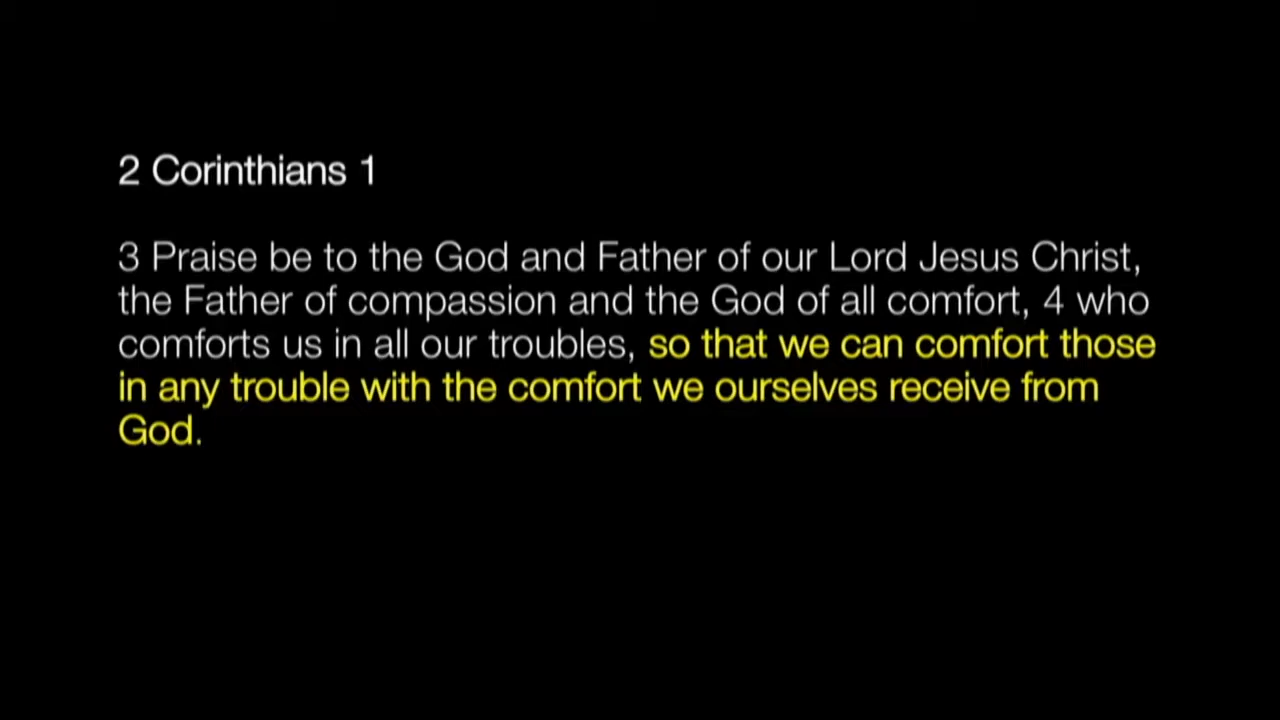 2 Corinthians 1
3 Praise be to the God and Father of our Lord Jesus Christ,
the Father of compassion and the God of all comfort, 4 who
comforts us in all our troubles, so that we can comfort those
in any trouble with the comfort we ourselves receive from
God.